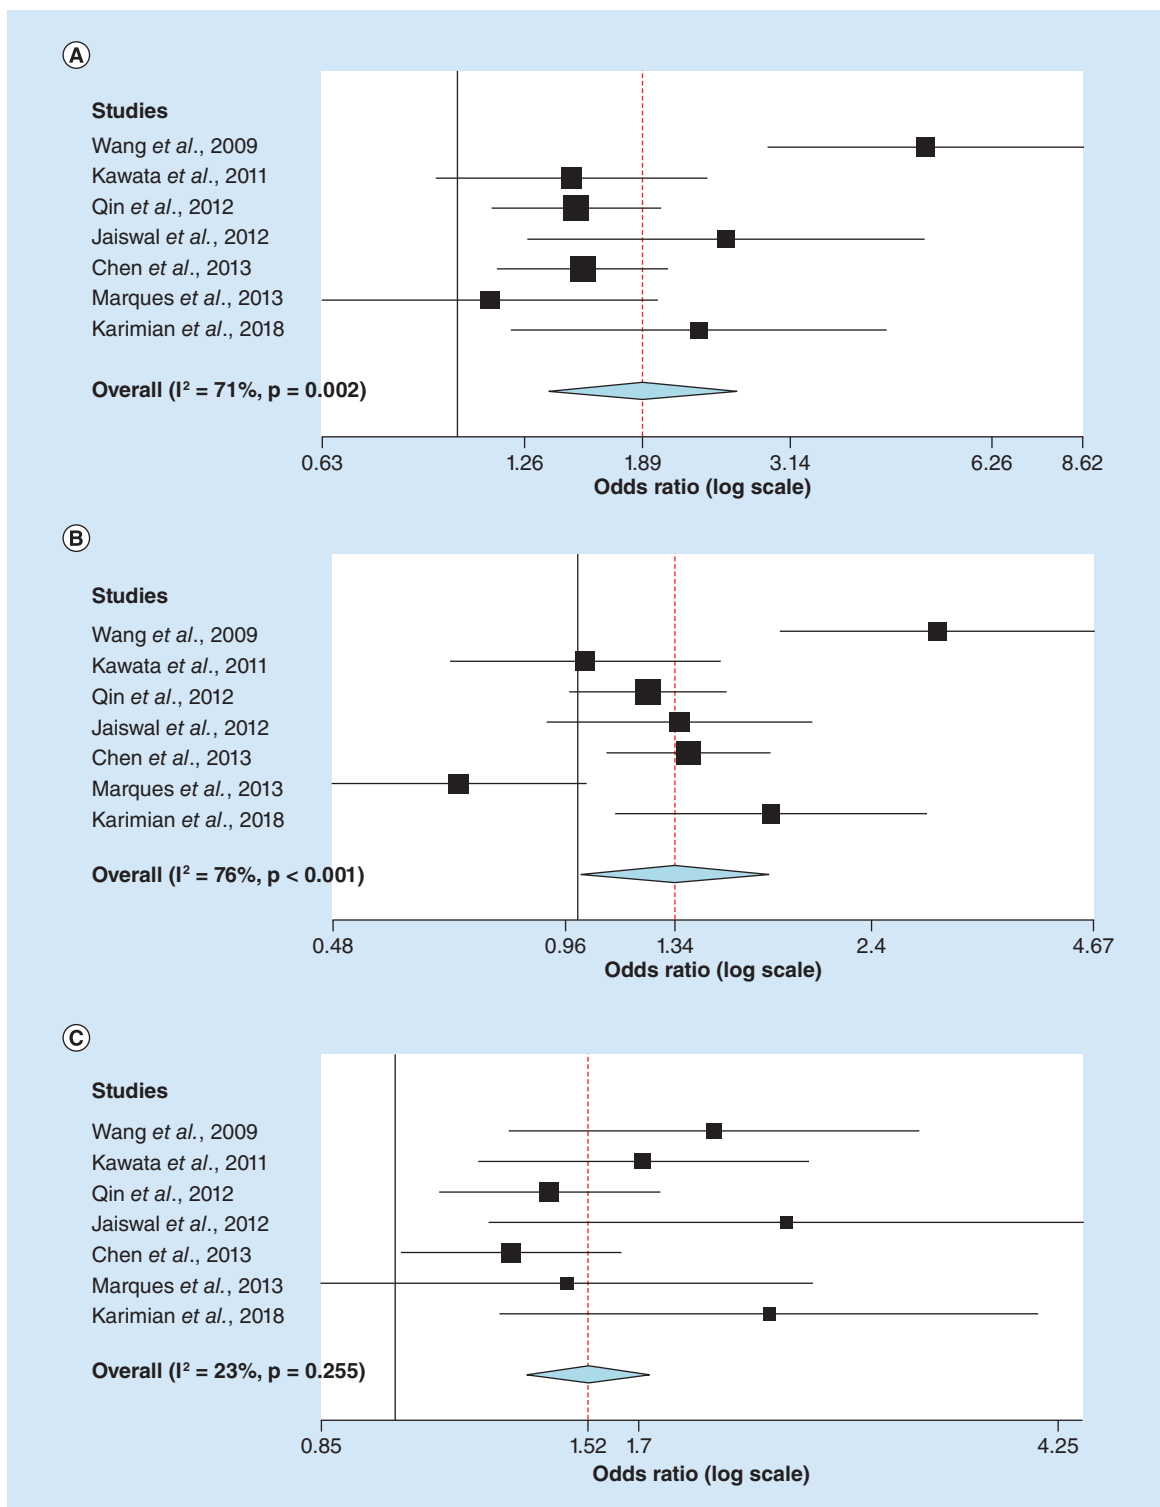 A
Studies
Wang et al., 2009
Kawata et al., 2011
Qin et al., 2012
Jaiswal et al., 2012
Chen et al., 2013
Marques et al., 2013
Karimian et al., 2018
Overall (I² = 71%, p = 0.002)
0.63 1.26 1.89 3.14 6.26 8.62
Odds ratio (log scale)
B
Studies
Wang et al., 2009
Kawata et al., 2011
Qin et al., 2012
Jaiswal et al., 2012
Chen et al., 2013
Marques et al., 2013
Karimian et al., 2018
Overall (I² = 76%, p < 0.001)
0.48 0.96 1.34 2.4 4.67
Odds ratio (log scale)
C
Studies
Wang et al., 2009
Kawata et al., 2011
Qin et al., 2012
Jaiswal et al., 2012
Chen et al., 2013
Marques et al., 2013
Karimian et al., 2018
Overall (I² = 23%, p = 0.255)
0.85 1.52 1.7 4.25
Odds ratio (log scale)